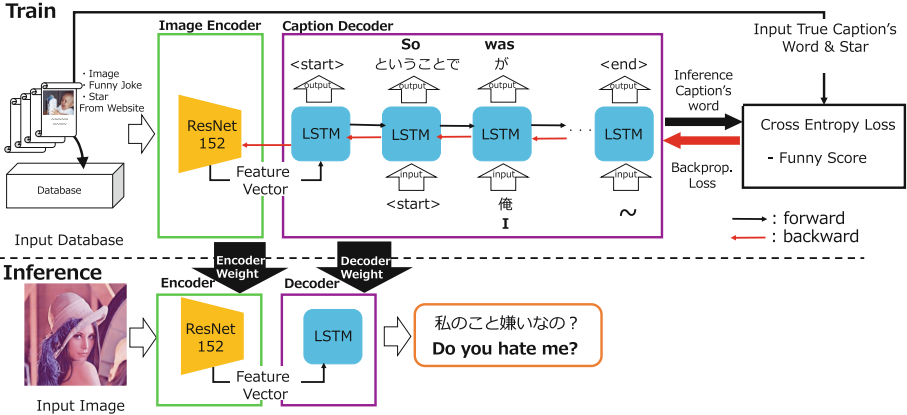 Train
Image Encoder
Caption Decoder
Input True Caption's
Word & Star
・Image
・Funny Joke
・Star
From Website
So
was
<start>
ということで
が
<end>
output
output
output
output
Inference
Caption's
word
ResNet
152
LSTM
LSTM
LSTM
・・・
LSTM
Cross Entropy Loss
- Funny Score
Feature
Vector
input
input
input
Backprop.
Loss
Database
<start>
俺
I
~
Input Database
: forward
: backward
Encoder
Weight
Decoder
Weight
Inference
Encoder
Decoder
ResNet
152
LSTM
私のこと嫌いなの？
Do you hate me?
Feature
Vector
Input Image